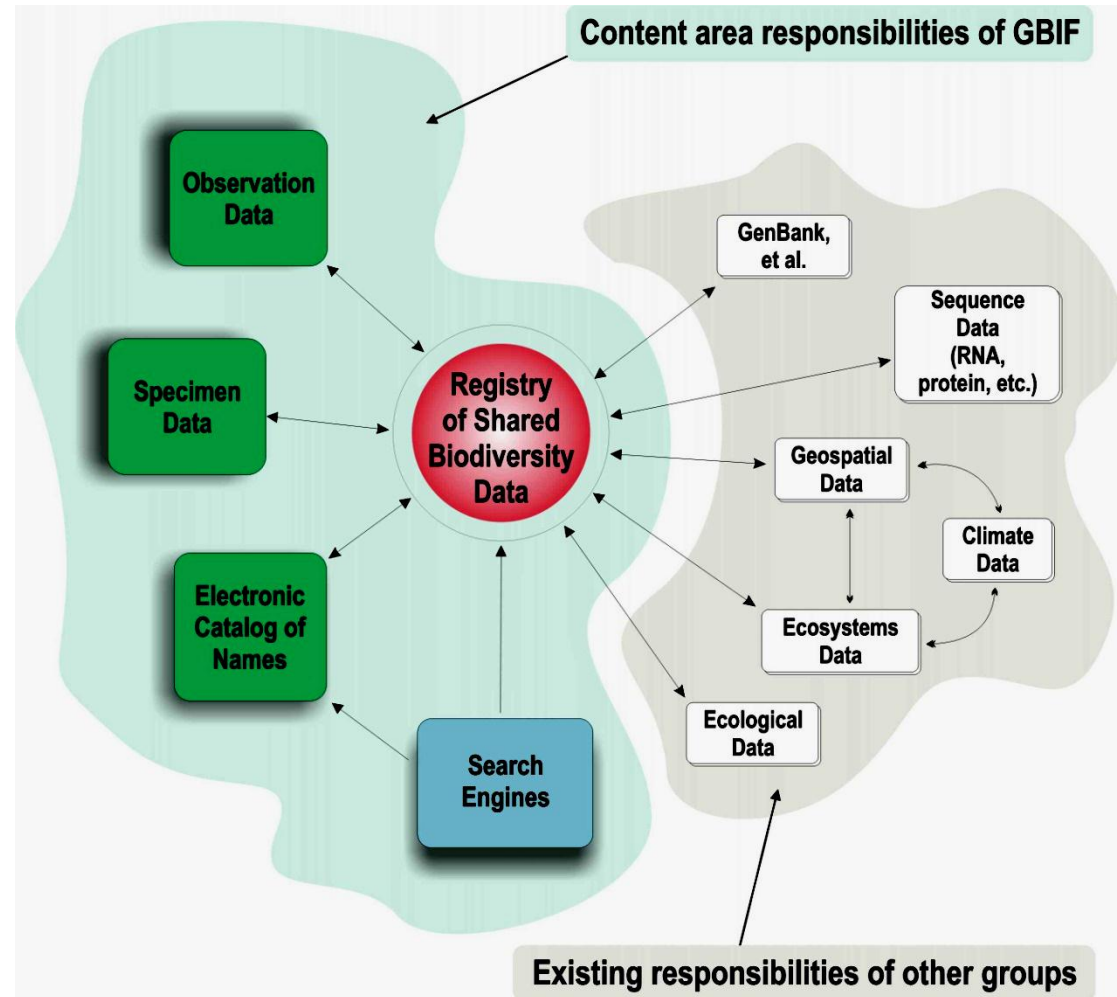 Content area responsibilities of GBIF
Observation
Data
GenBank,
et al.
Sequence
Data
(RNA,
protein, etc.)
Specimen
Data
Registry
of Shared
Biodiversity
Data
Geospatial
Data
Climate
Data
Electronic
Catalog of
Names
Ecosystems
Data
Ecological
Data
Search
Engines
Existing responsibilities of other groups